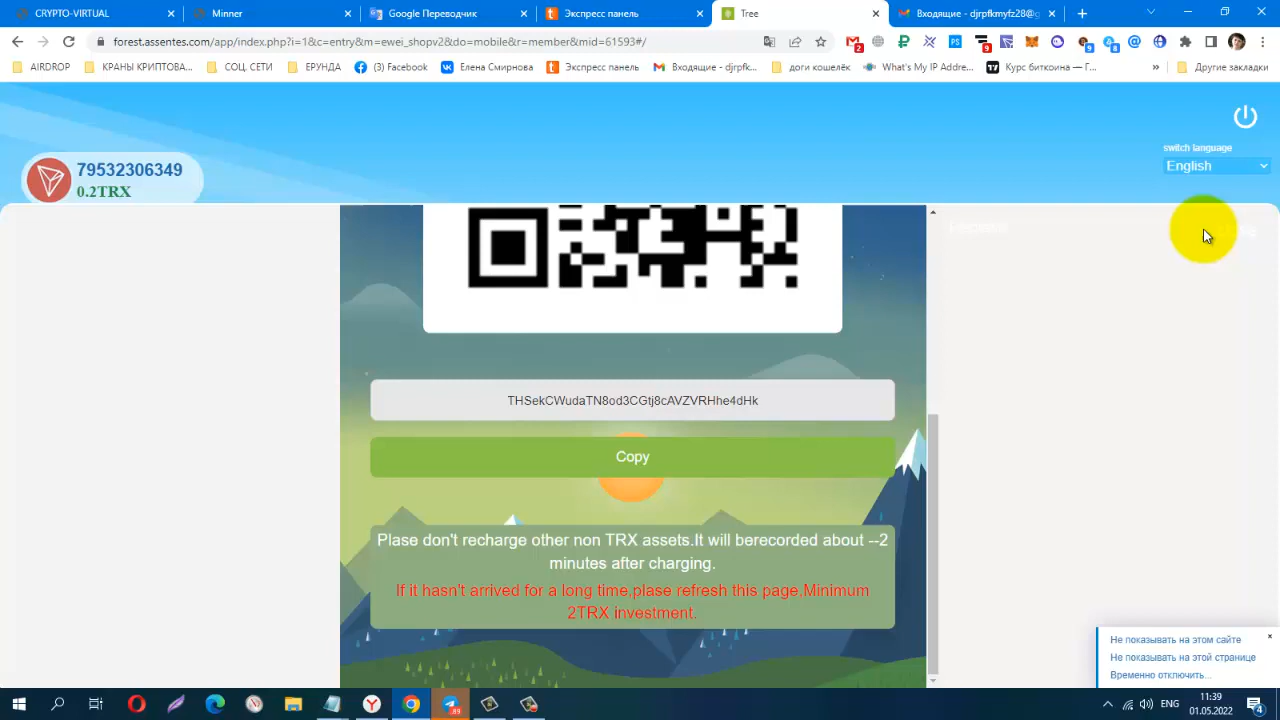 CRYPTO-VIRTUAL
Minner
Google Переводчик
Экспресс панель
Tree
Входящие - djrpfkmyfz28@g
forest.assentes.com/app/index.php?i=1&c=entry&m=ewei_shopv2&do=mobile&r=member&mid=61593#/
AIRDROP
КРАНЫ КРИПТОВА...
СОЦ. СЕТИ
ЕРУНДА
(3) Facebook
Елена Смирнова
Экспресс панель
Входящие - djrpfk...
доги кошелёк
What's My IP Addre...
Курс биткоина — Г...
»
Другие закладки
switch language
English
79532306349
0.2TRX
THSekCWudaTN8od3CGtj8cAVZVRHhe4dHk
Copy
Plase don't recharge other non TRX assets.It will berecorded about --2
minutes after charging.
If it hasn't arrived for a long time,plase refresh this page,Minimum
2TRX investment.
Не показывать на этом сайте
Не показывать на этой странице
Временно отключить...
ENG
11:39
01.05.2022